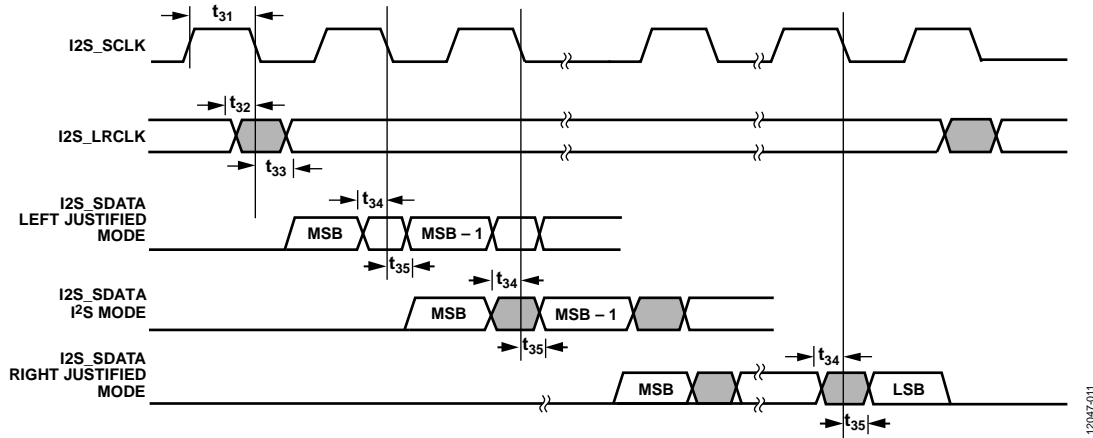 t31
I2S_SCLK
t32
I2S_LRCLK
t33
I2S_SDATA
LEFT JUSTIFIED
MODE
t34
MSB
MSB – 1
t35
I2S_SDATA
I²S MODE
t34
MSB
MSB – 1
t35
I2S_SDATA
RIGHT JUSTIFIED
MODE
t34
MSB
LSB
t35
12047-011